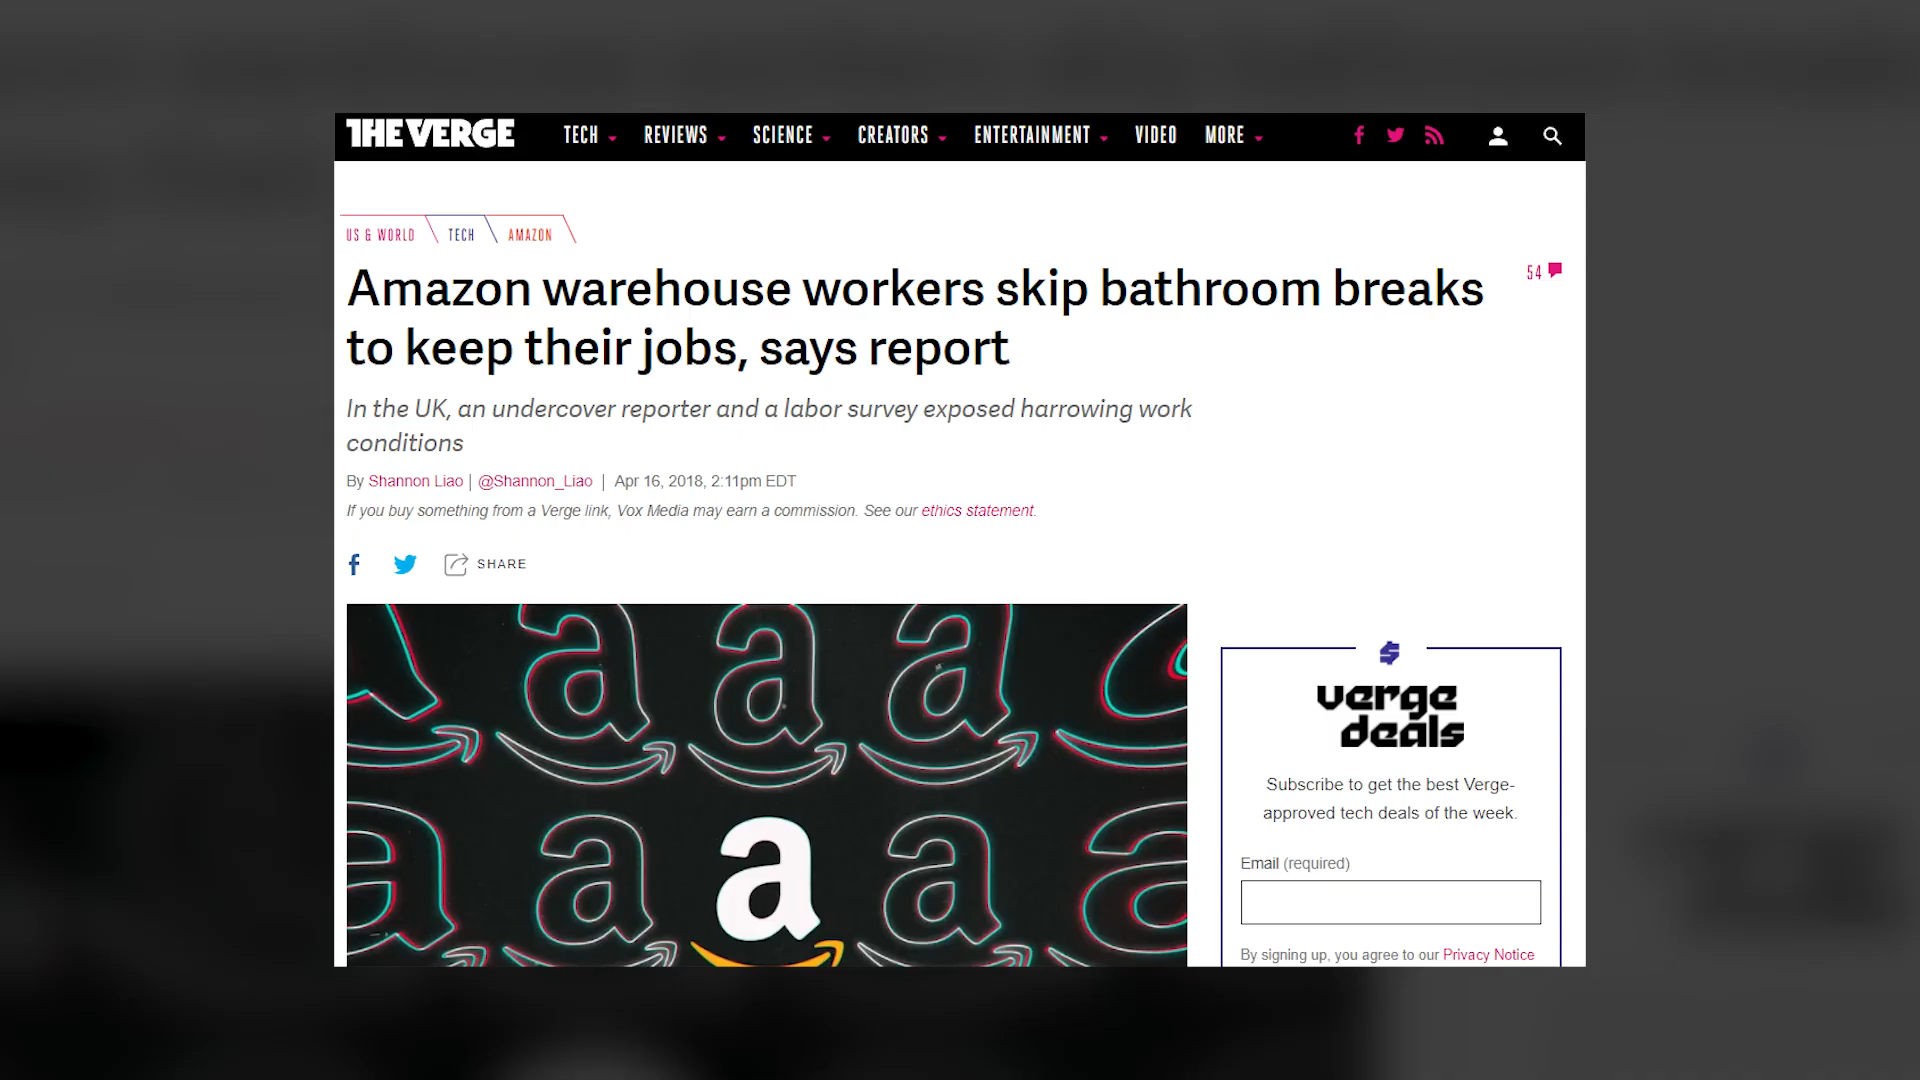 THE VERGE TECH REVIEWS SCIENCE CREATORS ENTERTAINMENT VIDEO MORE
US & WORLD TECH AMAZON
Amazon warehouse workers skip bathroom breaks
to keep their jobs, says report
54
In the UK, an undercover reporter and a labor survey exposed harrowing work
conditions
By Shannon Liao | @Shannon_Liao | Apr 16, 2018, 2:11pm EDT
If you buy something from a Verge link, Vox Media may earn a commission. See our ethics statement.
SHARE
verge
deals
Subscribe to get the best Verge-
approved tech deals of the week.
Email (required)
By signing up, you agree to our Privacy Notice